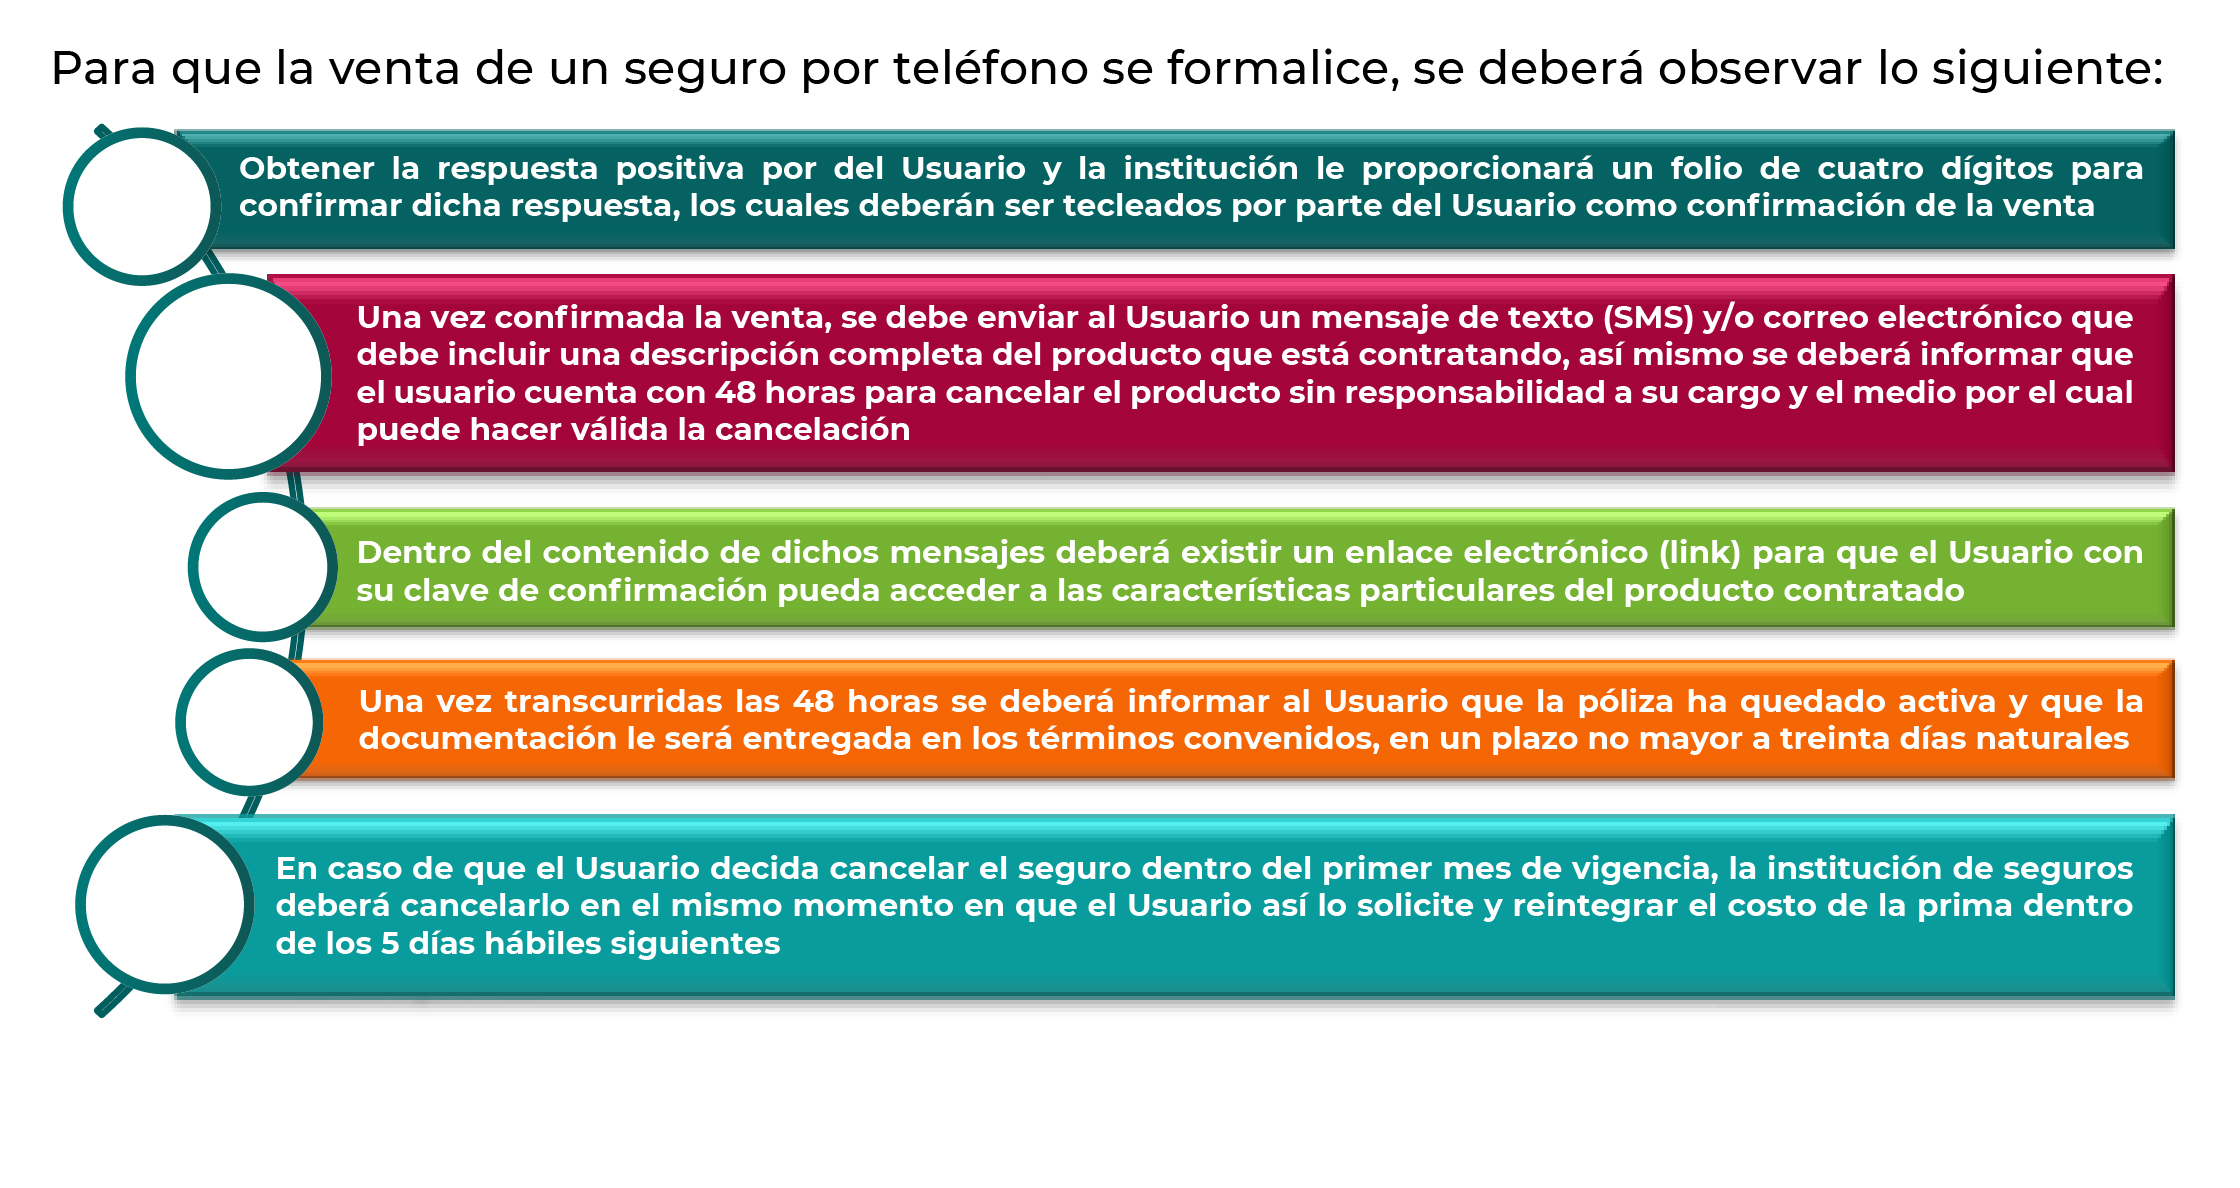 Para que la venta de un seguro por teléfono se formalice, se deberá observar lo siguiente:
Obtener la respuesta positiva por del Usuario y la institución le proporcionará un folio de cuatro dígitos para
confirmar dicha respuesta, los cuales deberán ser tecleados por parte del Usuario como confirmación de la venta
Una vez confirmada la venta, se debe enviar al Usuario un mensaje de texto (SMS) y/o correo electrónico que
debe incluir una descripción completa del producto que está contratando, así mismo se deberá informar que
el usuario cuenta con 48 horas para cancelar el producto sin responsabilidad a su cargo y el medio por el cual
puede hacer válida la cancelación
Dentro del contenido de dichos mensajes deberá existir un enlace electrónico (link) para que el Usuario con
su clave de confirmación pueda acceder a las características particulares del producto contratado
Una vez transcurridas las 48 horas se deberá informar al Usuario que la póliza ha quedado activa y que la
documentación le será entregada en los términos convenidos, en un plazo no mayor a treinta días naturales
En caso de que el Usuario decida cancelar el seguro dentro del primer mes de vigencia, la institución de seguros
deberá cancelarlo en el mismo momento en que el Usuario así lo solicite y reintegrar el costo de la prima dentro
de los 5 días hábiles siguientes